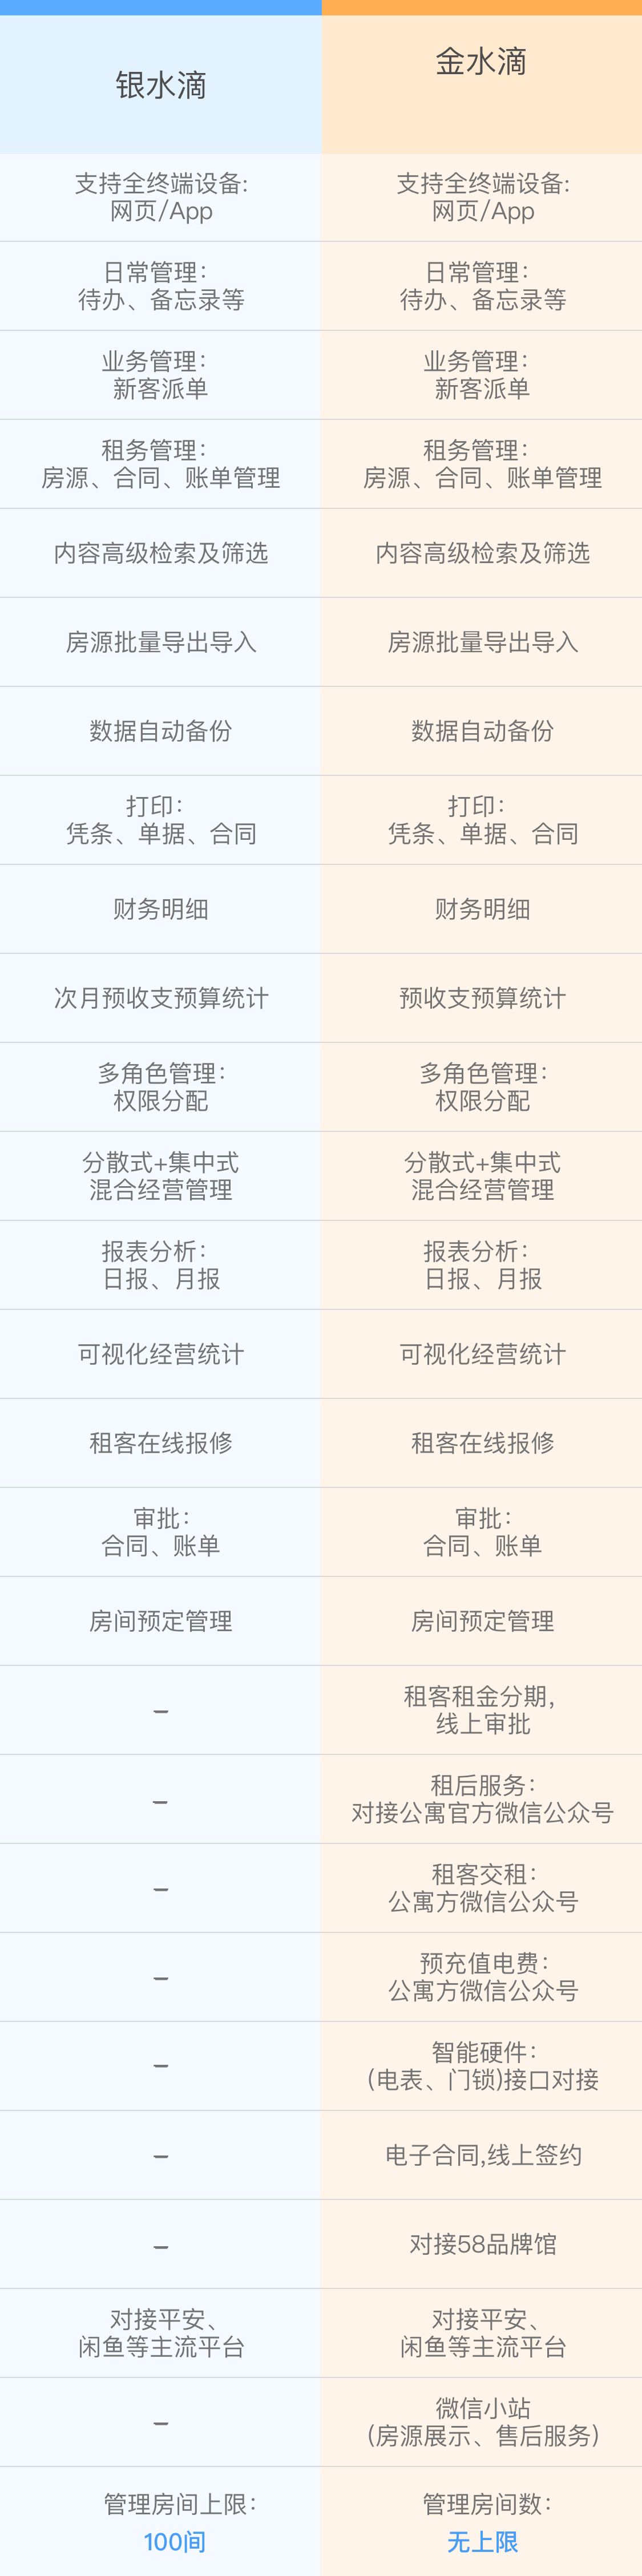 银水滴
金水滴
支持全终端设备:
网页/App
支持全终端设备:
网页/App
日常管理：
待办、备忘录等
日常管理：
待办、备忘录等
业务管理：
新客派单
业务管理：
新客派单
租务管理：
房源、合同、账单管理
租务管理：
房源、合同、账单管理
内容高级检索及筛选
内容高级检索及筛选
房源批量导出导入
房源批量导出导入
数据自动备份
数据自动备份
打印：
凭条、单据、合同
打印：
凭条、单据、合同
财务明细
财务明细
次月预收支预算统计
预收支预算统计
多角色管理：
权限分配
多角色管理：
权限分配
分散式+集中式
混合经营管理
分散式+集中式
混合经营管理
报表分析：
日报、月报
报表分析：
日报、月报
可视化经营统计
可视化经营统计
租客在线报修
租客在线报修
审批：
合同、账单
审批：
合同、账单
房间预定管理
房间预定管理
–
租客租金分期,
线上审批
–
租后服务：
对接公寓官方微信公众号
–
租客交租：
公寓方微信公众号
–
预充值电费：
公寓方微信公众号
–
智能硬件：
(电表、门锁)接口对接
–
电子合同,线上签约
–
对接58品牌馆
对接平安、
闲鱼等主流平台
对接平安、
闲鱼等主流平台
–
微信小站
(房源展示、售后服务)
管理房间上限：
100间
管理房间数：
无上限